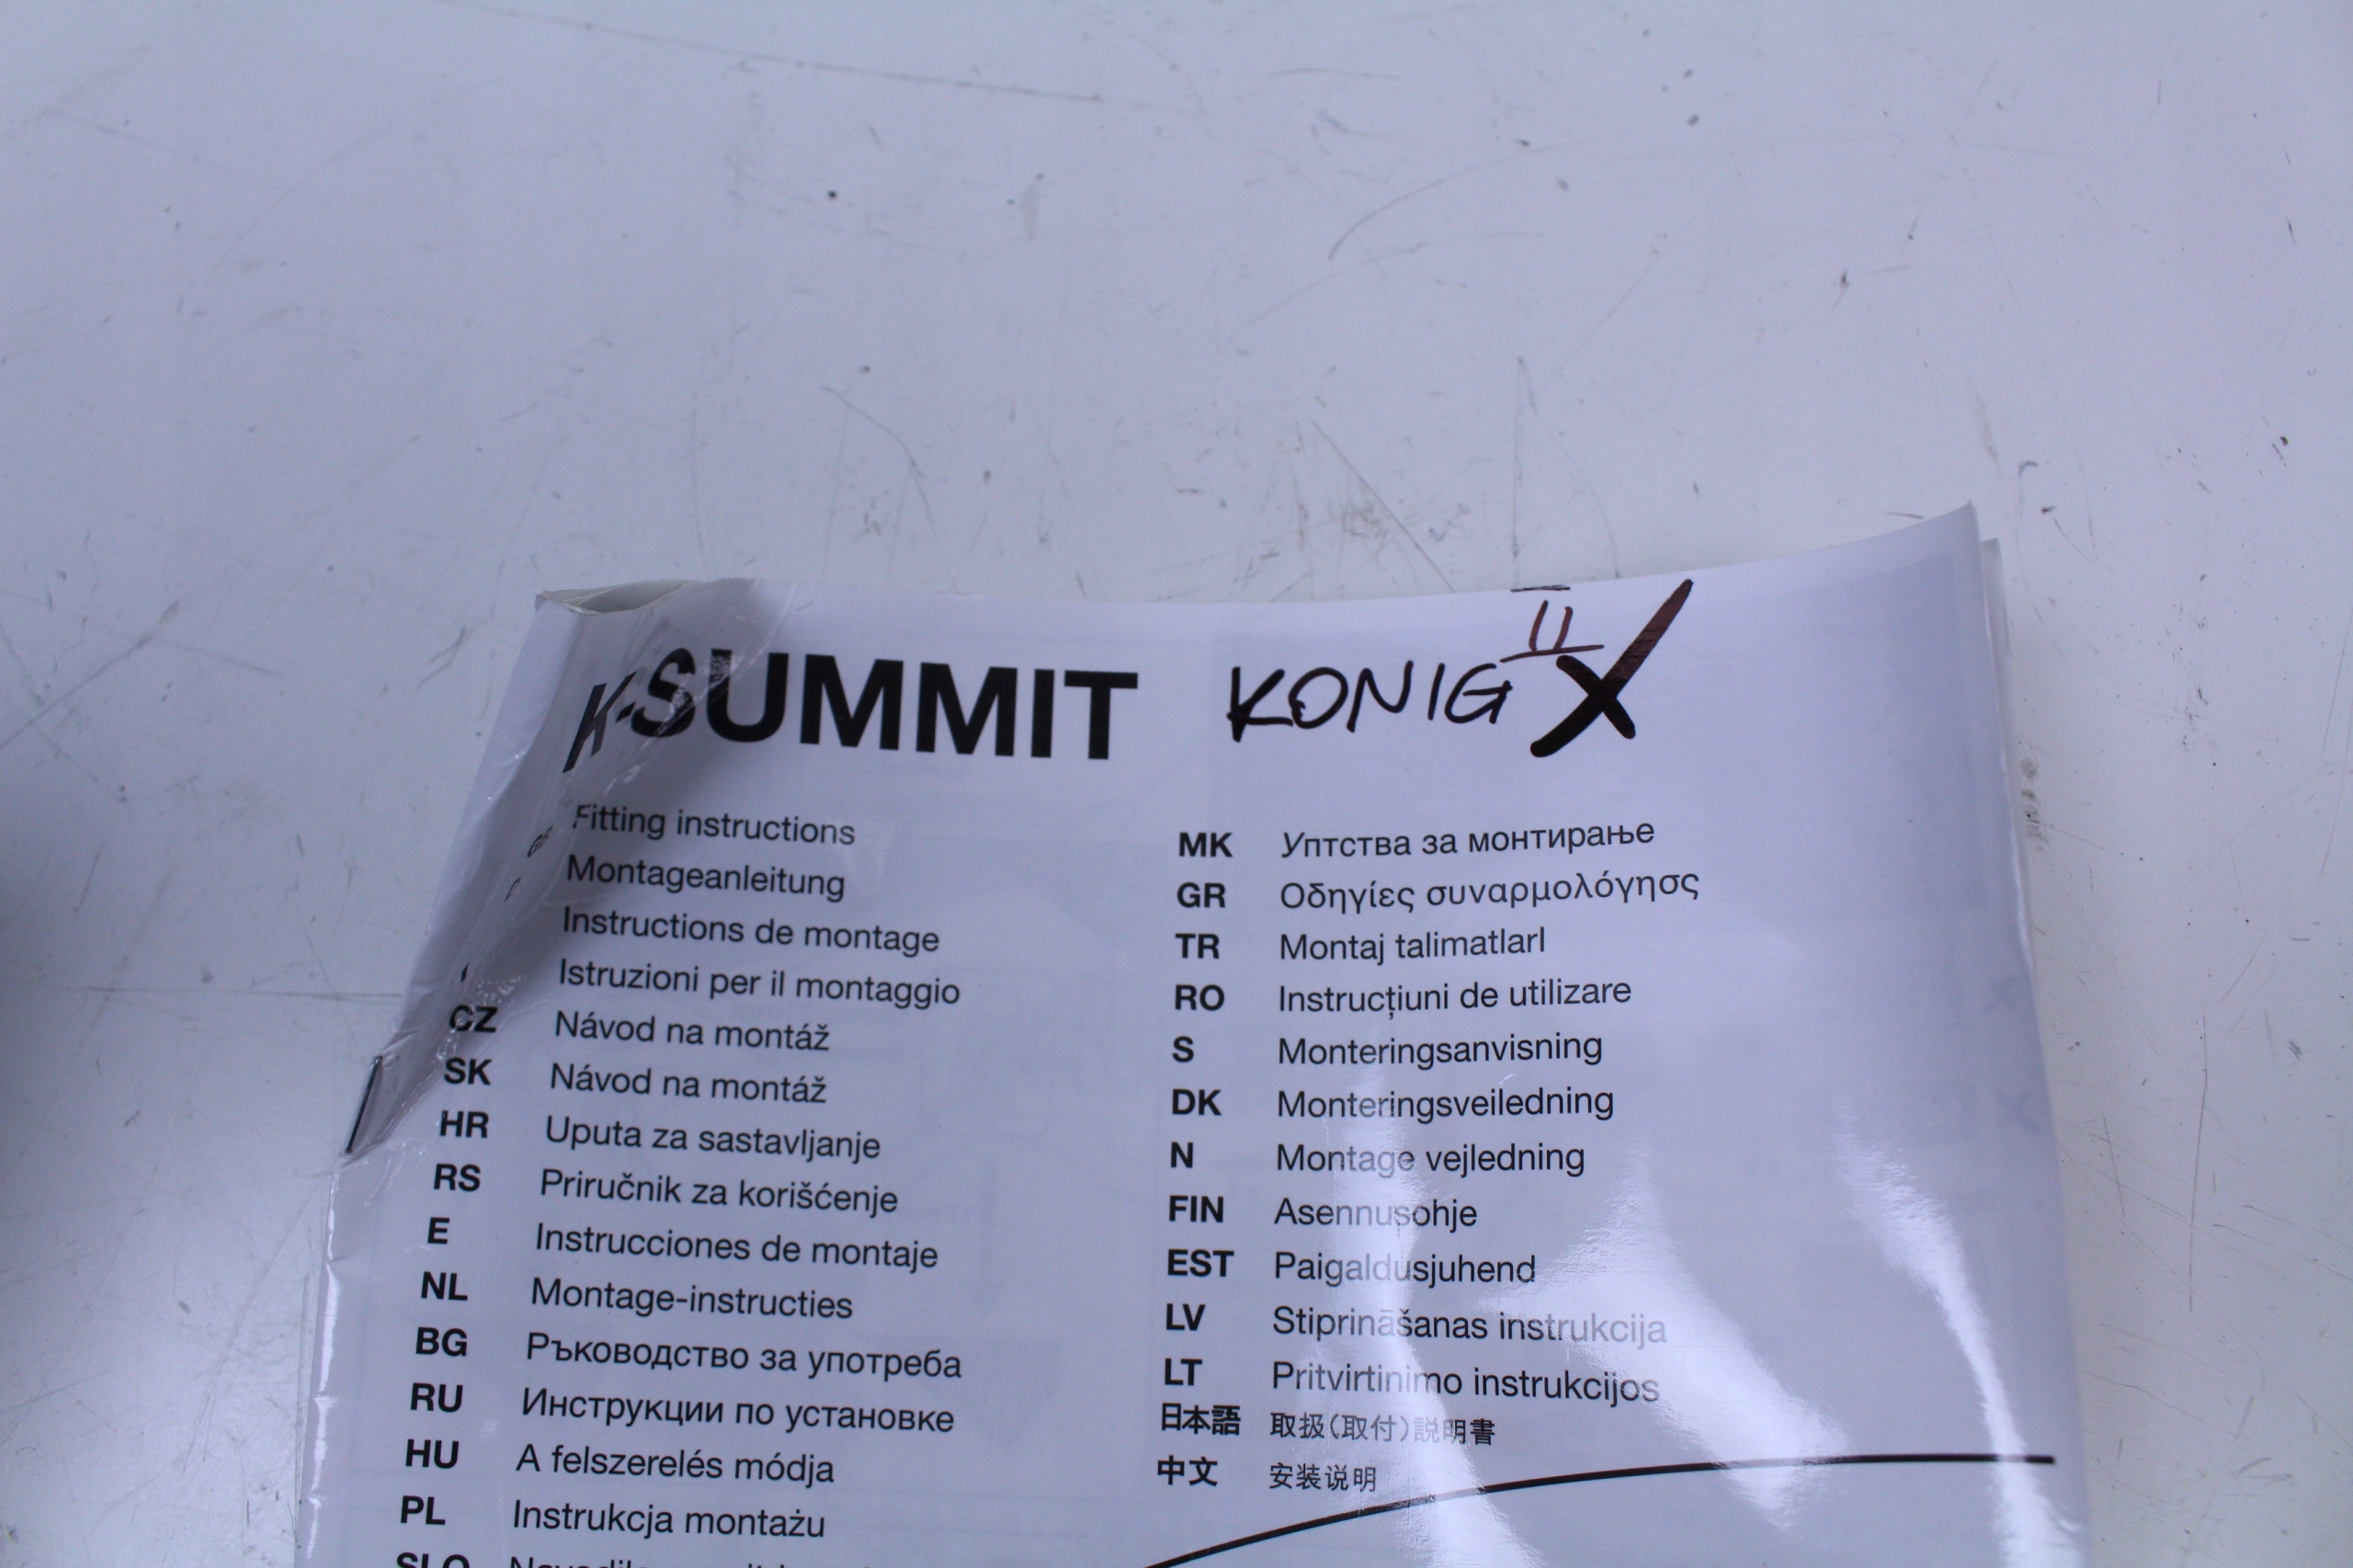 K-SUMMIT KONIG II X
Fitting instructions
Montageanleitung
Instructions de montage
I Istruzioni per il montaggio
CZ Návod na montáž
SK Návod na montáž
HR Uputa za sastavljanje
RS Priručnik za korišćenje
E Instrucciones de montaje
NL Montage-instructies
BG Ръководство за употреба
RU Инструкции по установке
HU A felszerelés módja
PL Instrukcja montażu
SLO
MK Уптства за монтирање
GR Οδηγίες συναρμολόγησς
TR Montaj talimatlarI
RO Instrucțiuni de utilizare
S Monteringsanvisning
DK Monteringsveiledning
N Montage vejledning
FIN Asennusohje
EST Paigaldusjuhend
LV Stiprināšanas instrukcija
LT Pritvirtinimo instrukcijos
日本語 取扱(取付)説明書
中文 安装说明